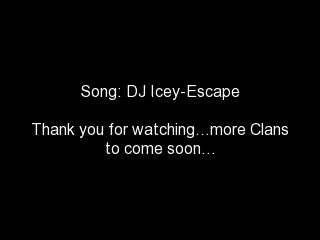 Song: DJ Icey-Escape
Thank you for watching...more Clans
to come soon...